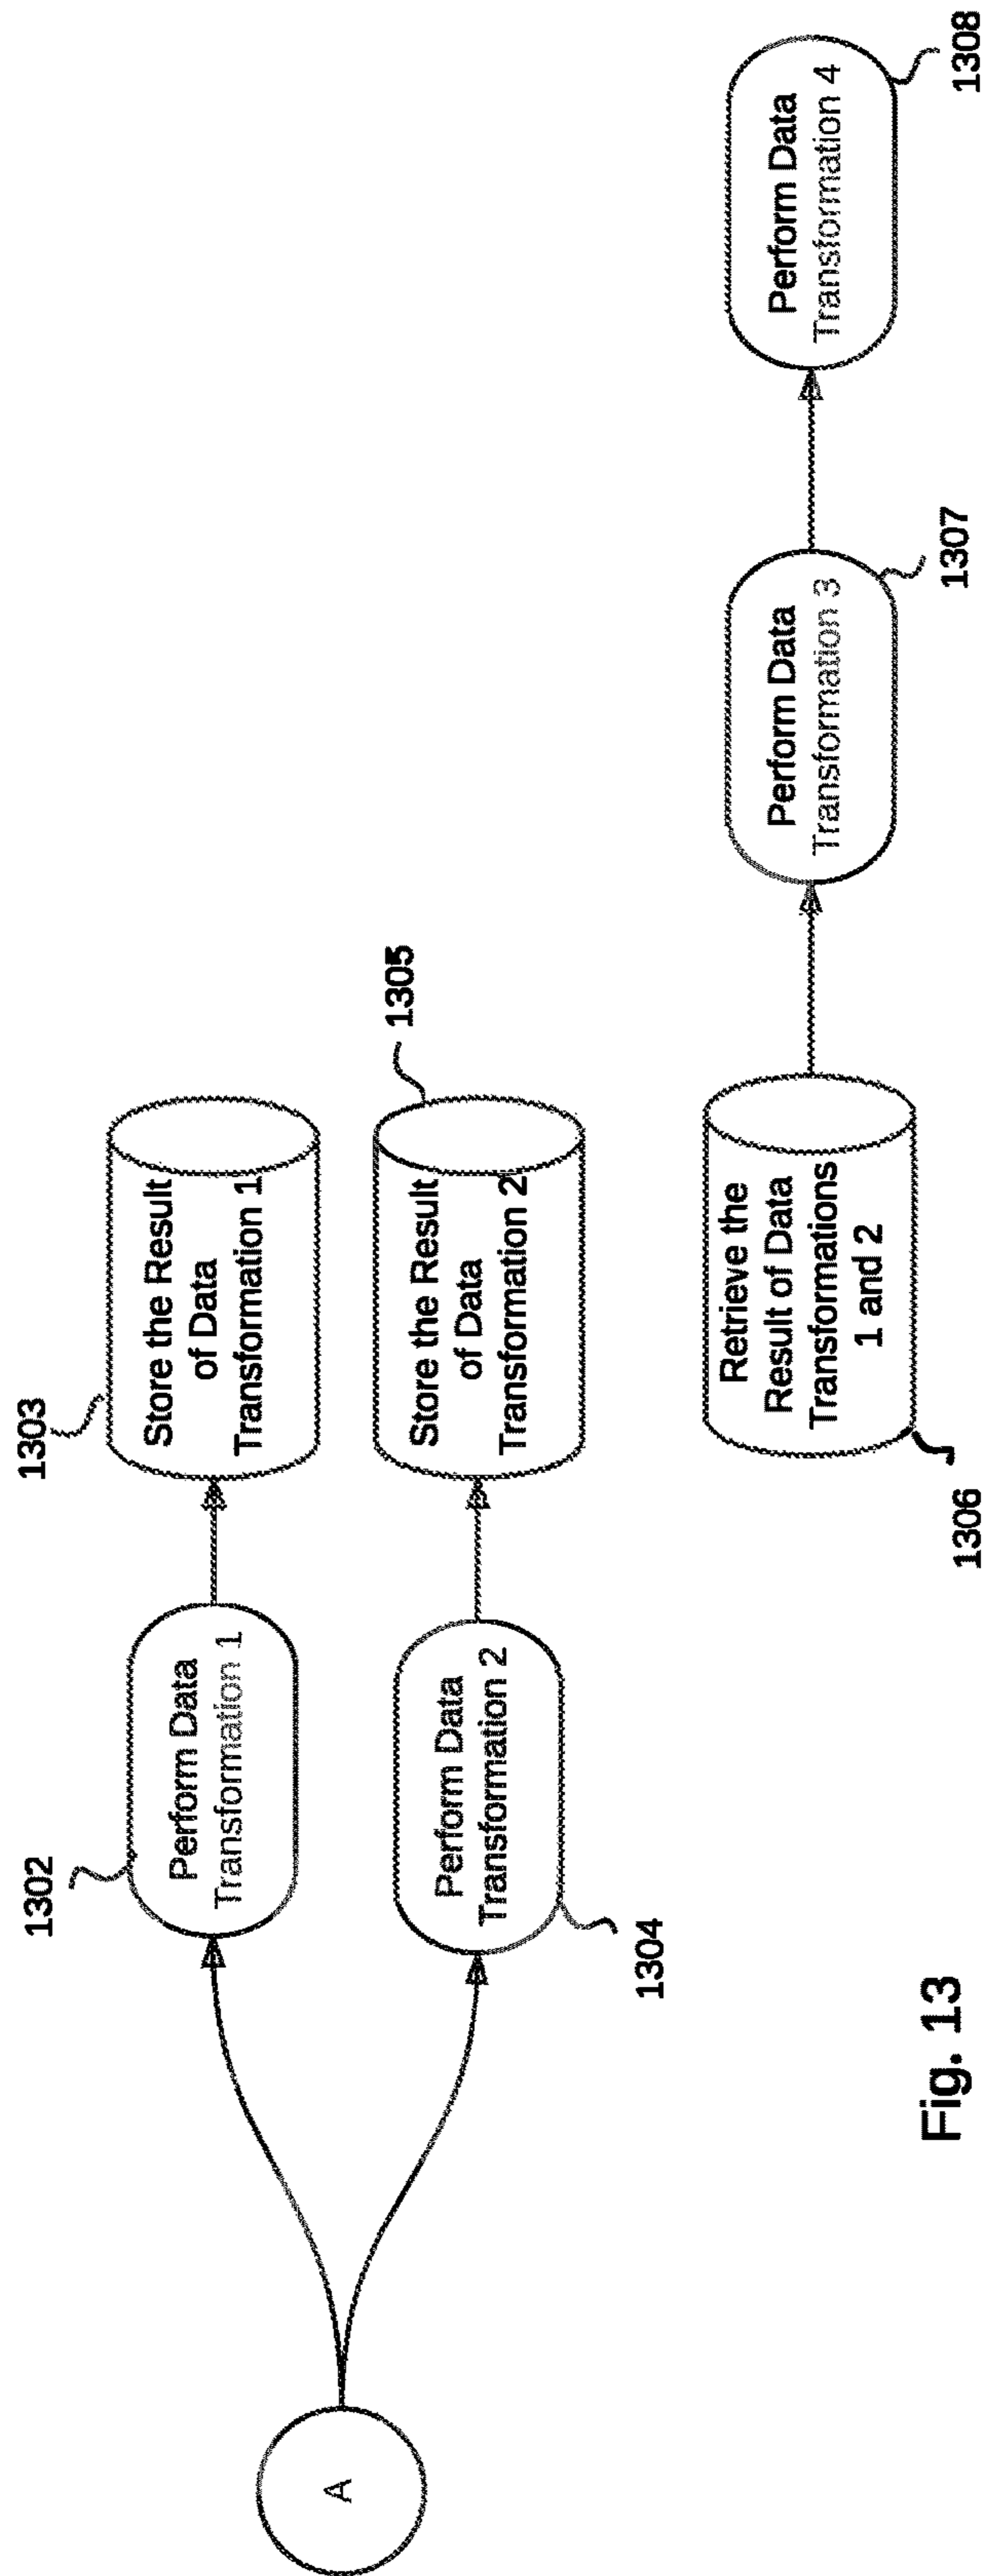 A
1302
Perform Data
Transformation 1
1303
Store the Result
of Data
Transformation 1
1304
Perform Data
Transformation 2
1305
Store the Result
of Data
Transformation 2
1306
Retrieve the
Result of Data
Transformations
1 and 2
1307
Perform Data
Transformation 3
1308
Perform Data
Transformation 4
Fig. 13